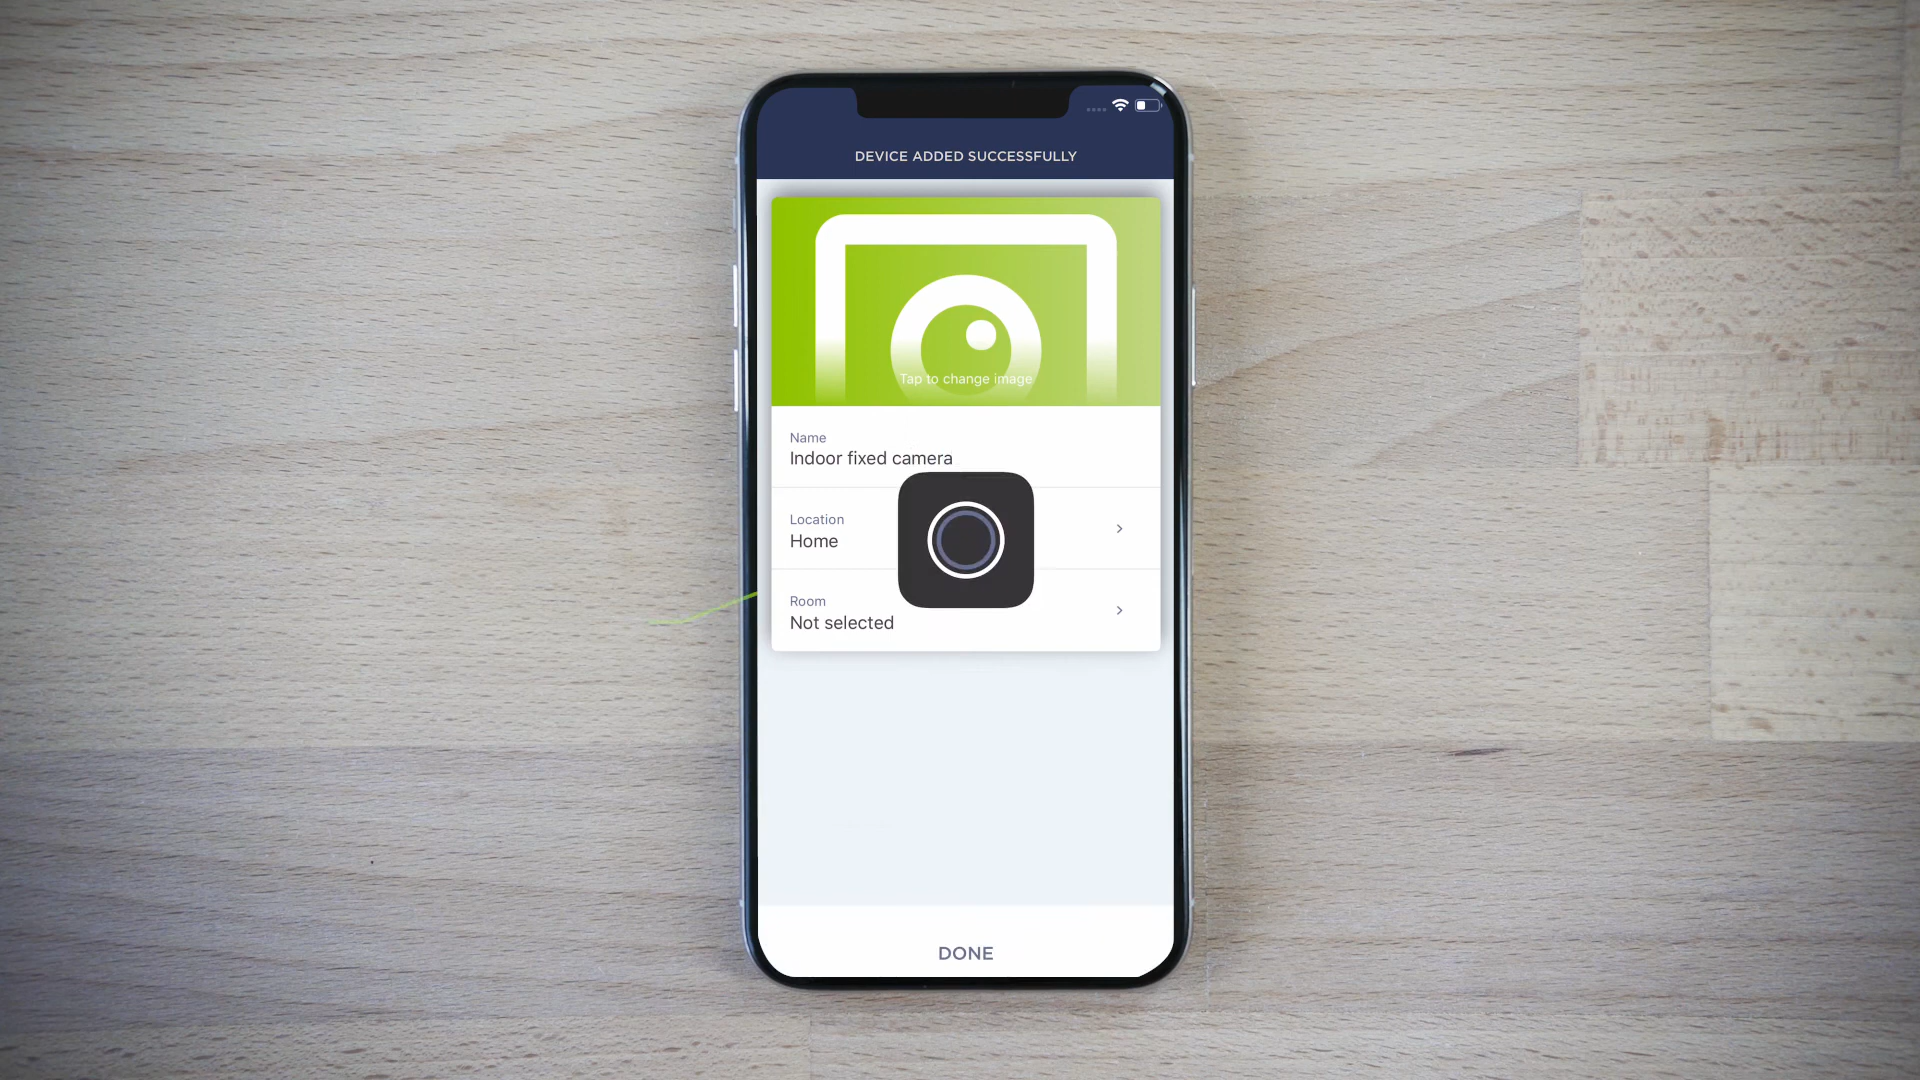 DEVICE ADDED SUCCESSFULLY
Tap to change image
Name
Indoor fixed camera
Location
Home
Room
Not selected
DONE